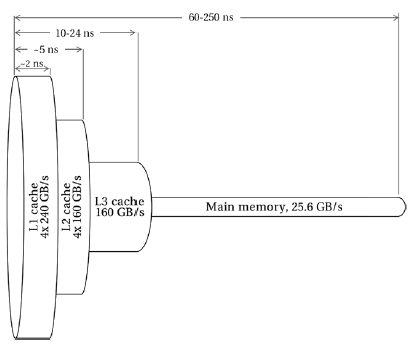 60-250 ns
10-24 ns
~5 ns
~2 ns
L1 cache
4x 240 GB/s
L2 cache
4x 160 GB/s
L3 cache
160 GB/s
Main memory, 25.6 GB/s